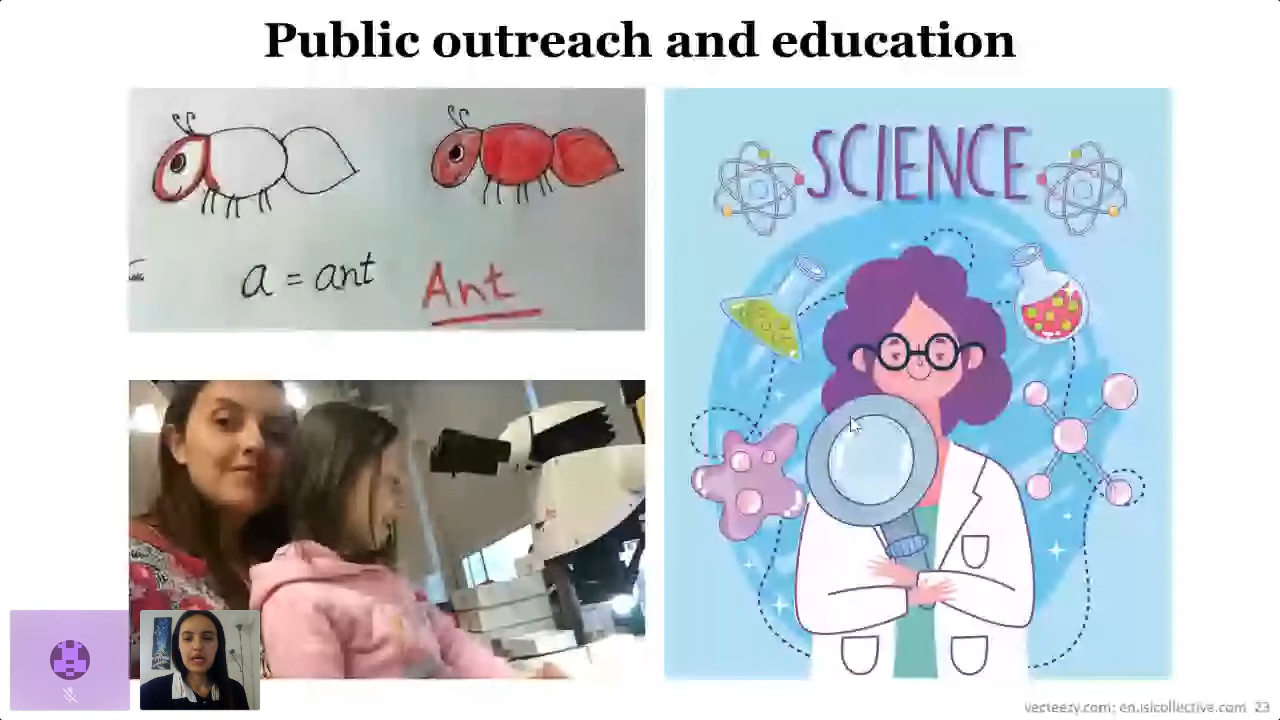 Public outreach and education
a = ant
Ant
SCIENCE
vecteezy.com; en.islcollective.com 23